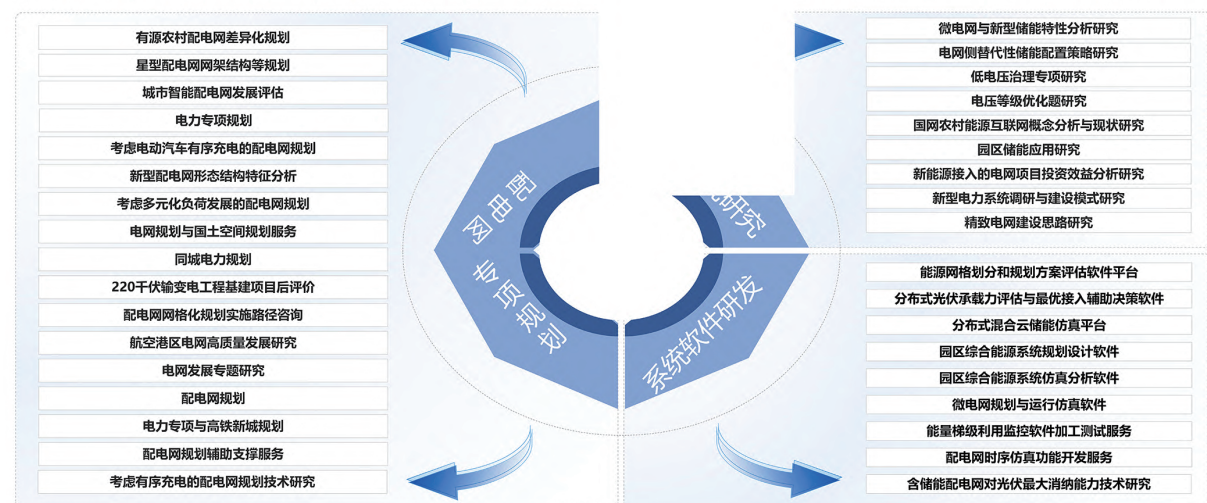 有源农村配电网差异化规划
星型配电网网架结构等规划
城市智能配电网发展评估
电力专项规划
考虑电动汽车有序充电的配电网规划
新型配电网形态结构特征分析
考虑多元化负荷发展的配电网规划
电网规划与国土空间规划服务
同城电力规划
220千伏输变电工程基建项目后评价
配电网网格化规划实施路径咨询
航空港区电网高质量发展研究
电网发展专题研究
配电网规划
电力专项与高铁新城规划
配电网规划辅助支撑服务
考虑有序充电的配电网规划技术研究
配电网
专项规划
研究
系统软件研发
微电网与新型储能特性分析研究
电网侧替代性储能配置策略研究
低电压治理专项研究
电压等级优化题研究
国网农村能源互联网概念分析与现状研究
园区储能应用研究
新能源接入的电网项目投资效益分析研究
新型电力系统调研与建设模式研究
精致电网建设思路研究
能源网格划分和规划方案评估软件平台
分布式光伏承载力评估与最优接入辅助决策软件
分布式混合云储能仿真平台
园区综合能源系统规划设计软件
园区综合能源系统仿真分析软件
微电网规划与运行仿真软件
能量梯级利用监控软件加工测试服务
配电网时序仿真功能开发服务
含储能配电网对光伏最大消纳能力技术研究